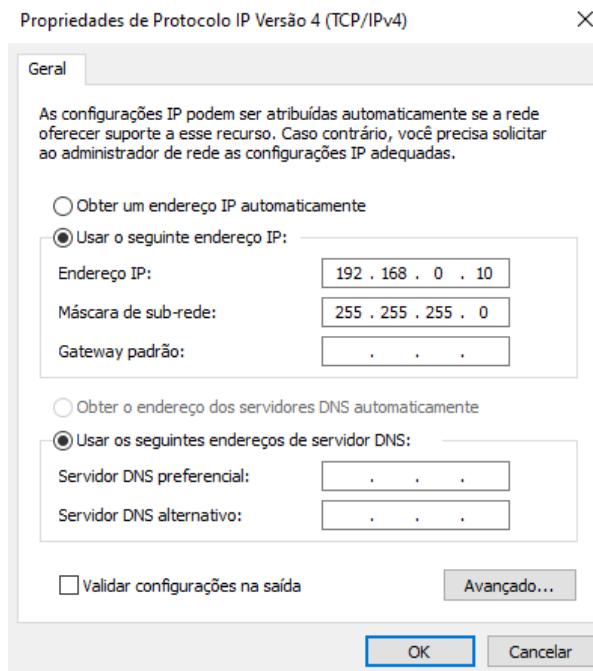 Propriedades de Protocolo IP Versão 4 (TCP/IPv4)
Geral
As configurações IP podem ser atribuídas automaticamente se a rede
oferecer suporte a esse recurso. Caso contrário, você precisa solicitar
ao administrador de rede as configurações IP adequadas.
Obter um endereço IP automaticamente
Usar o seguinte endereço IP:
Endereço IP: 192 . 168 . 0 . 10
Máscara de sub-rede: 255 . 255 . 255 . 0
Gateway padrão: . . .
Obter o endereço dos servidores DNS automaticamente
Usar os seguintes endereços de servidor DNS:
Servidor DNS preferencial: . . .
Servidor DNS alternativo: . . .
Validar configurações na saída Avançado...
OK Cancelar